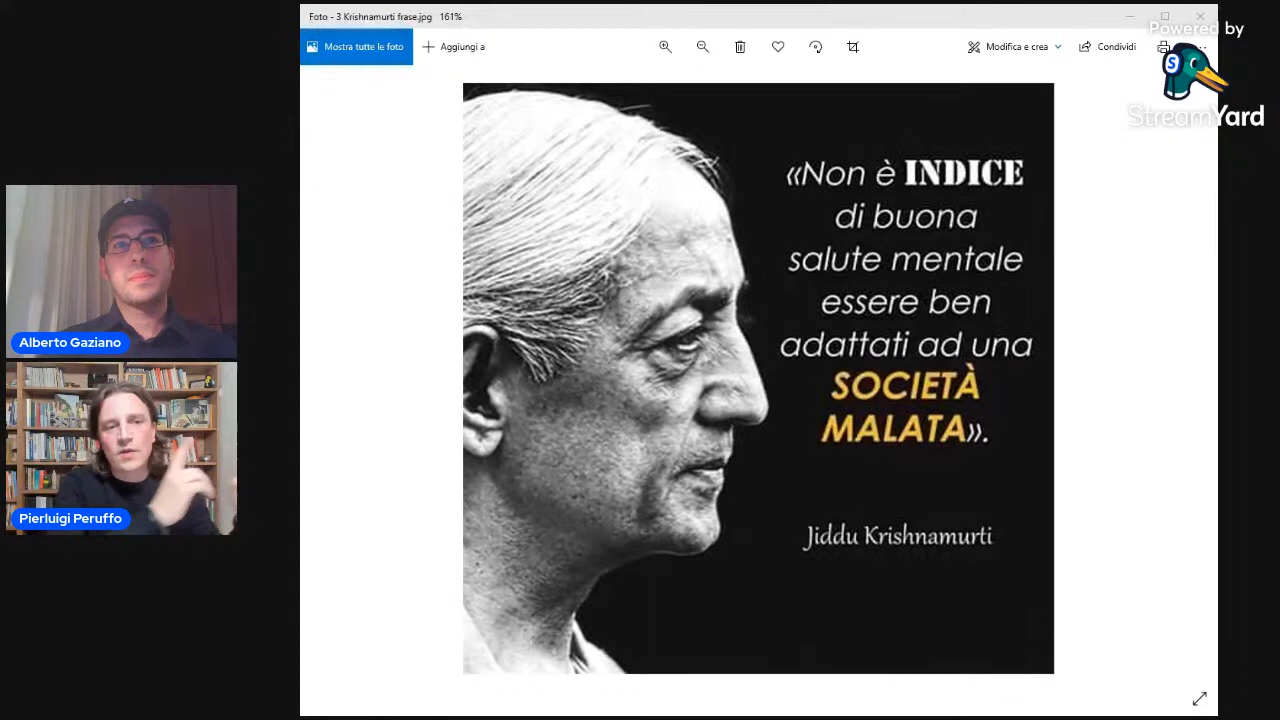 Foto - 3 Krishnamurti frase.jpg 161%
Mostra tutte le foto
Aggiungi a
Modifica e crea
Condividi
Powered by
S
StreamYard
«Non è INDICE
di buona
salute mentale
essere ben
adattati ad una
SOCIETÀ
MALATA».
Jiddu Krishnamurti
Alberto Gaziano
Pierluigi Peruffo